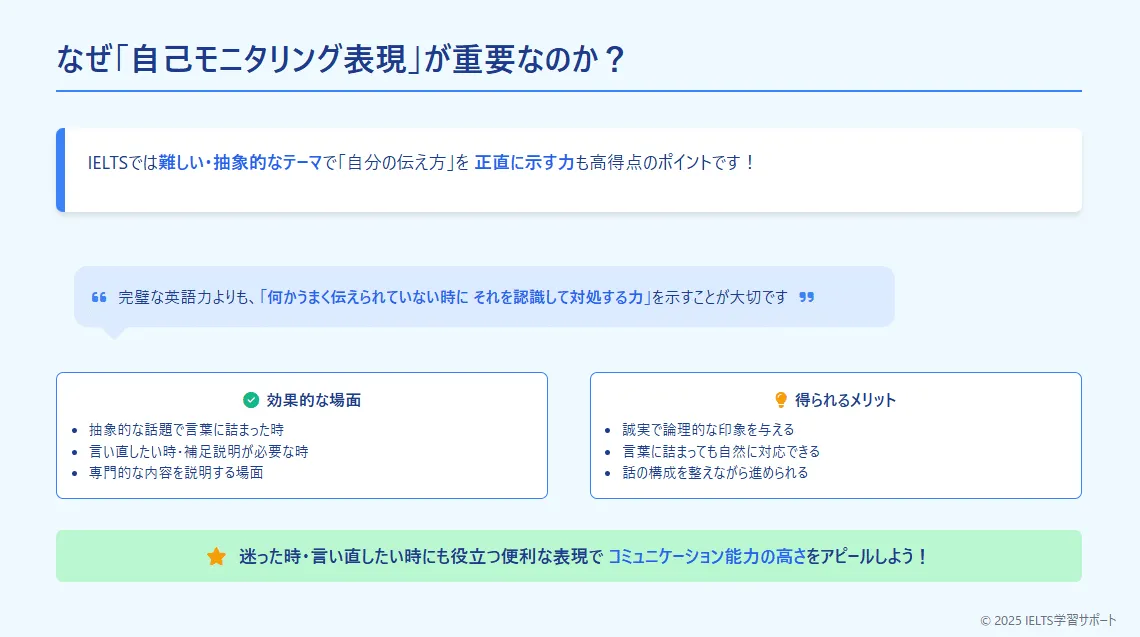 なぜ「自己モニタリング表現」が重要なのか？
IELTSでは難しい・抽象的なテーマで「自分の伝え方」を 正直に示す力も高得点のポイントです！
❝ 完璧な英語力よりも、「何かうまく伝えられていない時に それを認識して対処する力」を示すことが大切です ❞
効果的な場面
• 抽象的な話題で言葉に詰まった時
• 言い直したい時・補足説明が必要な時
• 専門的な内容を説明する場面
得られるメリット
• 誠実で論理的な印象を与える
• 言葉に詰まっても自然に対応できる
• 話の構成を整えながら進められる
迷った時・言い直したい時にも役立つ便利な表現で コミュニケーション能力の高さをアピールしよう！
© 2025 IELTS学習サポート